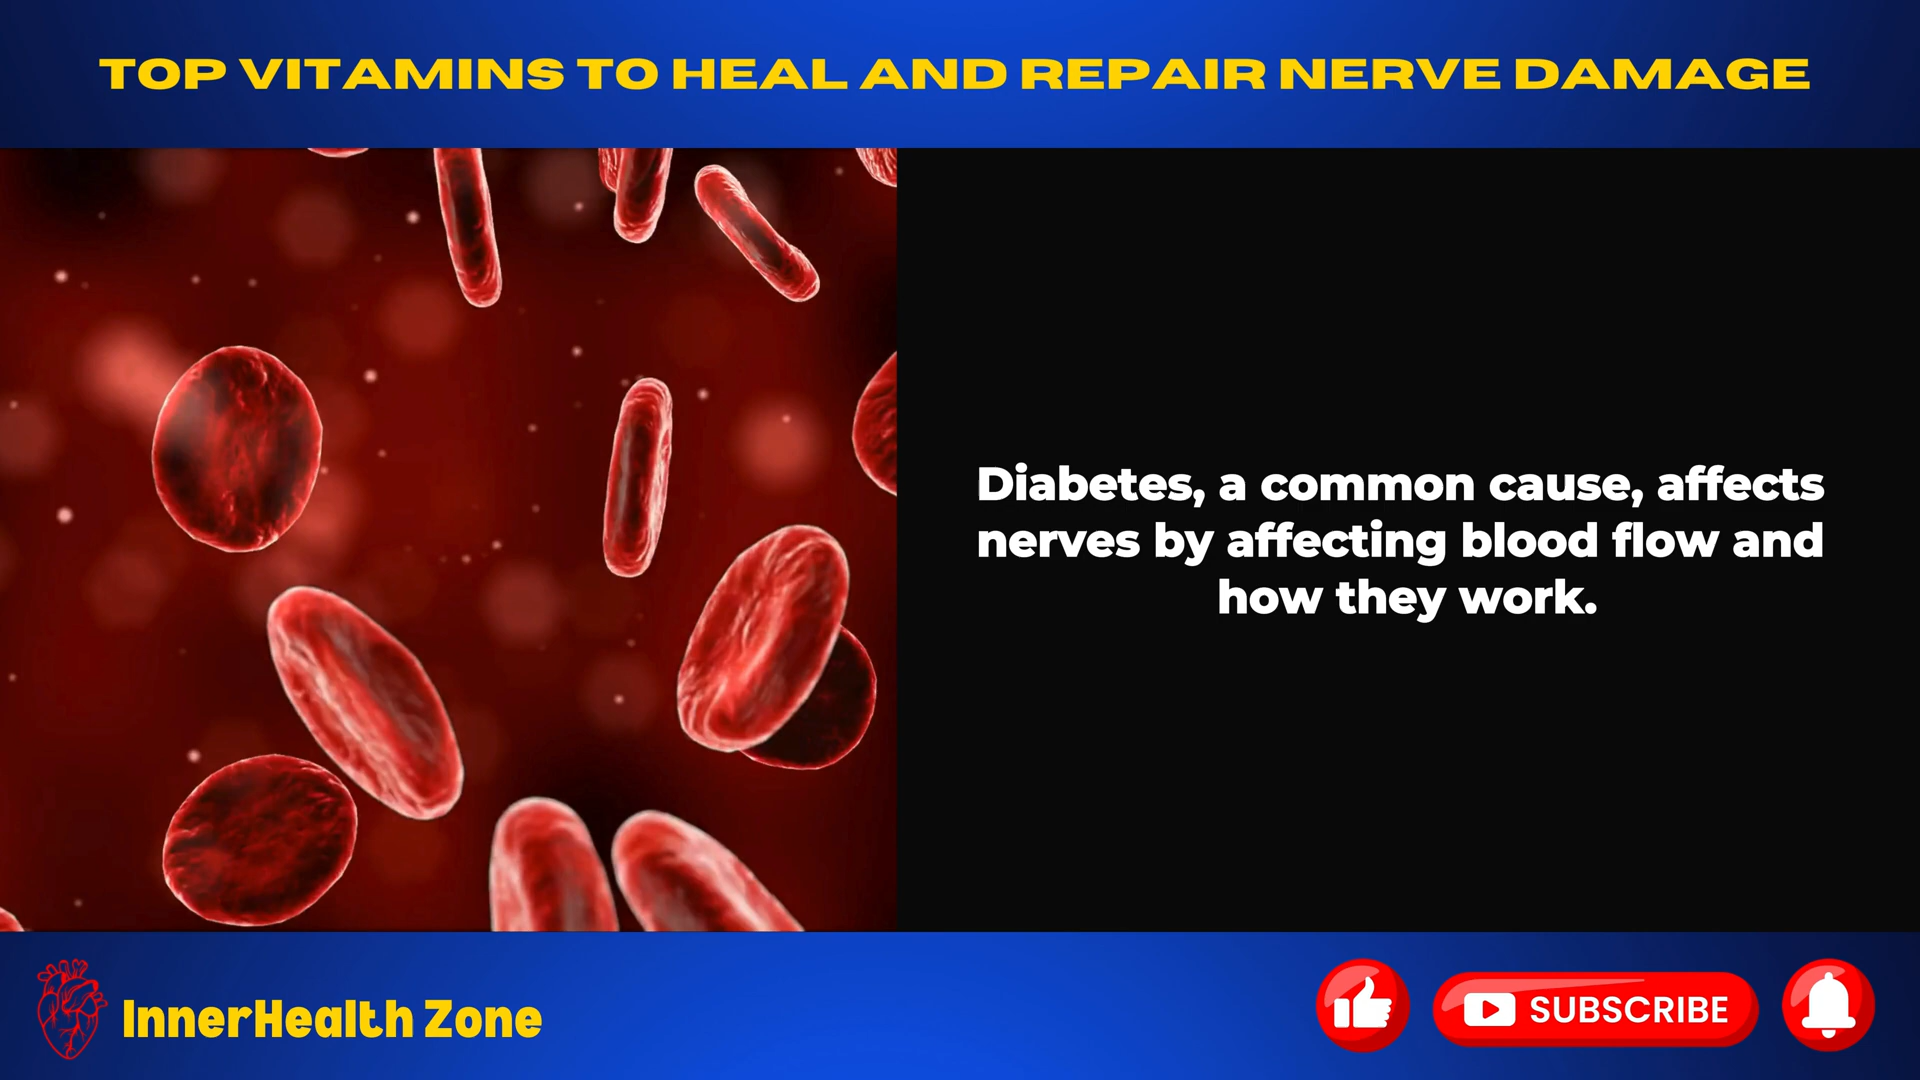 TOP VITAMINS TO HEAL AND REPAIR NERVE DAMAGE
Diabetes, a common cause, affects
nerves by affecting blood flow and
how they work.
InnerHealth Zone
SUBSCRIBE